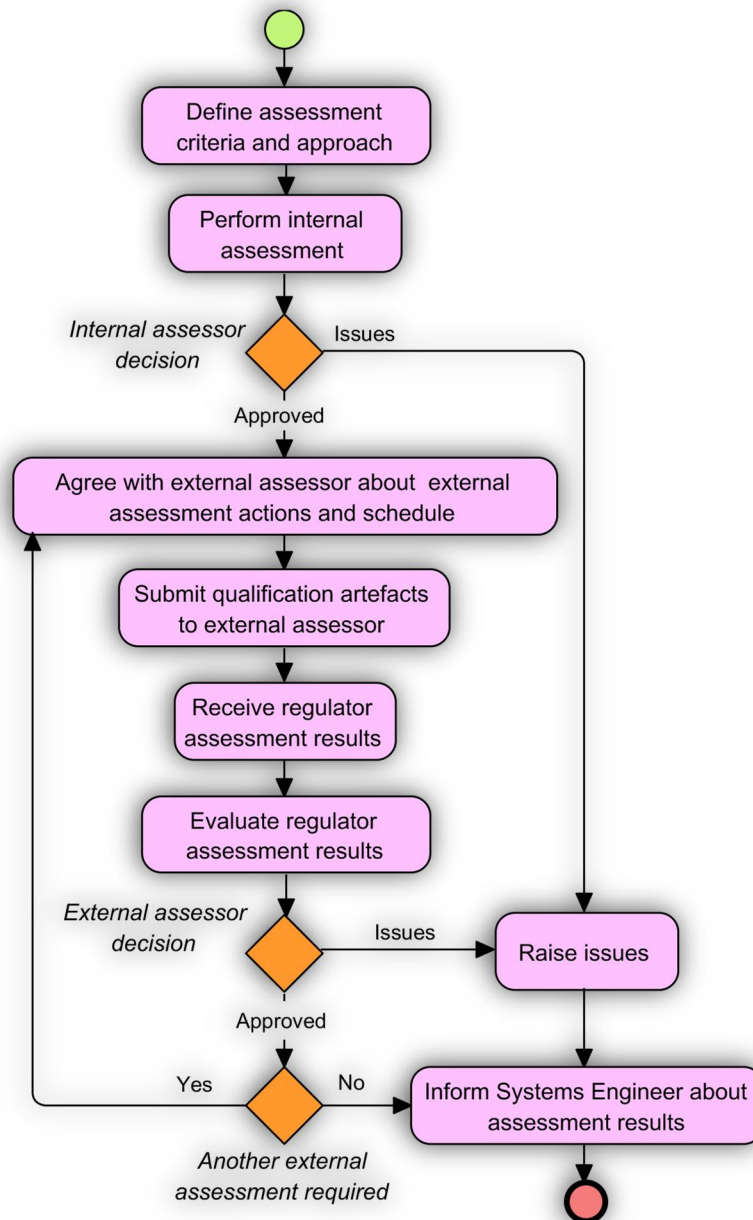 Define assessment
criteria and approach
Perform internal
assessment
Internal assessor
decision
Issues
Approved
Agree with external assessor about  external
assessment actions and schedule
Submit qualification artefacts
to external assessor
Receive regulator
assessment results
Evaluate regulator
assessment results
External assessor
decision
Issues
Raise issues
Approved
Yes
No
Inform Systems Engineer about
assessment results
Another external
assessment required